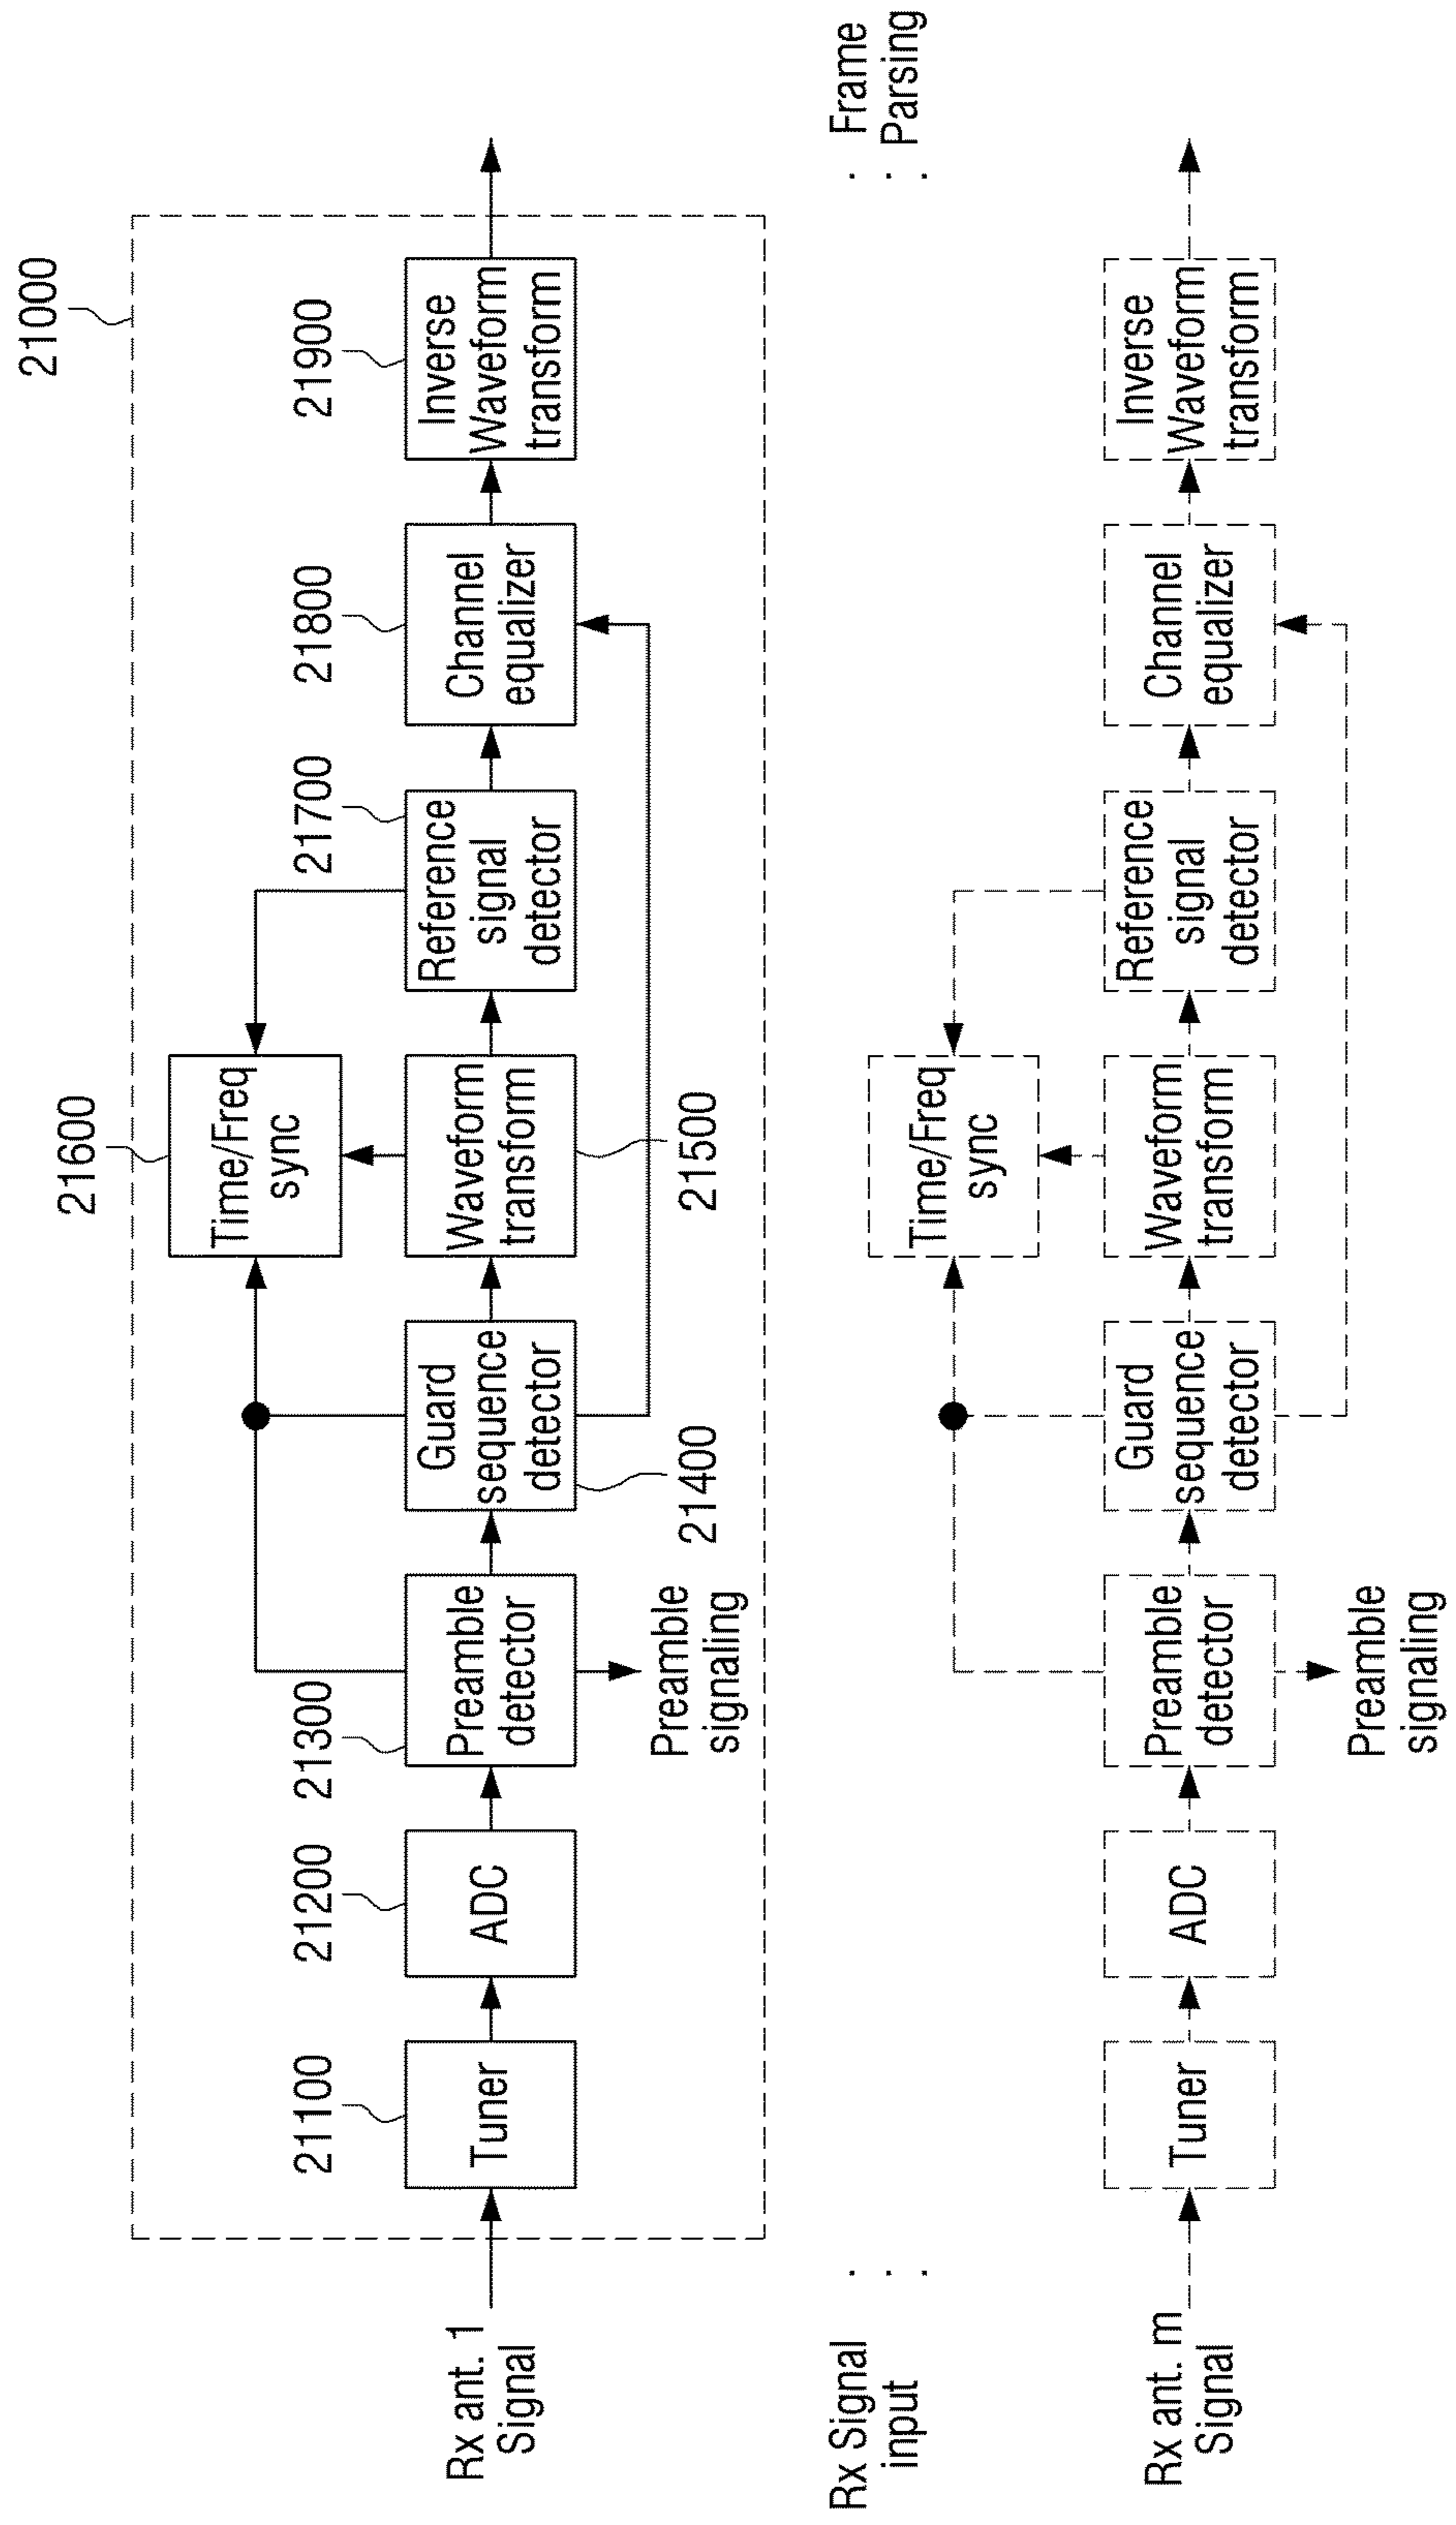 21000
21600
21100
21200
21300
21700
21800
21900
Time/Freq
sync
Rx ant. 1
Signal
Tuner
ADC
Preamble
detector
Guard
sequence
detector
Waveform
transform
Reference
signal
detector
Channel
equalizer
Inverse
Waveform
transform
21400
21500
Preamble
signaling
Rx Signal
input
Frame
Parsing
Time/Freq
sync
Rx ant. m
Signal
Tuner
ADC
Preamble
detector
Guard
sequence
detector
Waveform
transform
Reference
signal
detector
Channel
equalizer
Inverse
Waveform
transform
Preamble
signaling